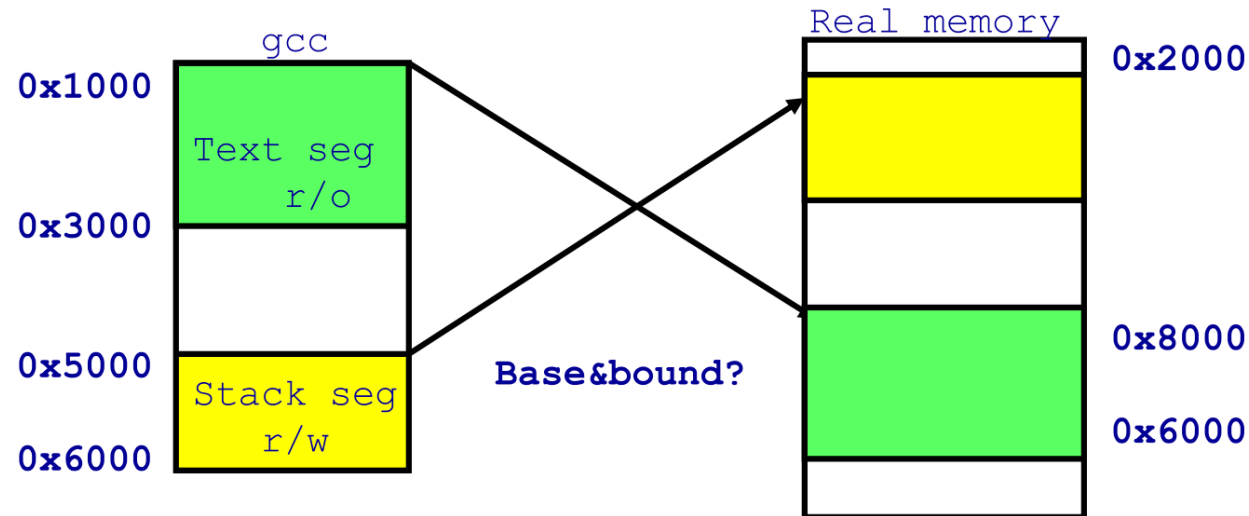 gcc
0x1000
Text seg
r/o
0x3000
0x5000
Stack seg
r/w
0x6000
Base&bound?
Real memory
0x2000
0x8000
0x6000